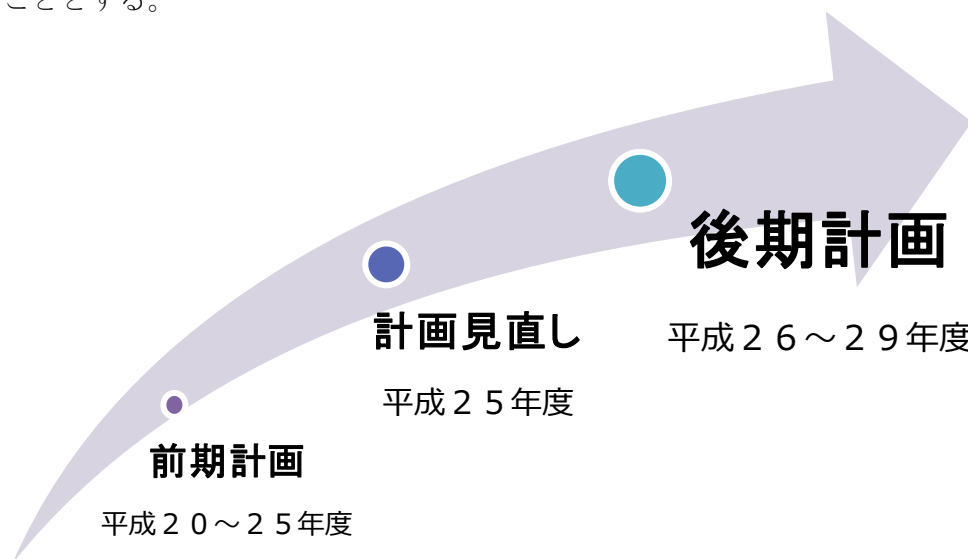 こととする。
後期計画
平成２６～２９年度
計画見直し
平成２５年度
前期計画
平成２０～２５年度